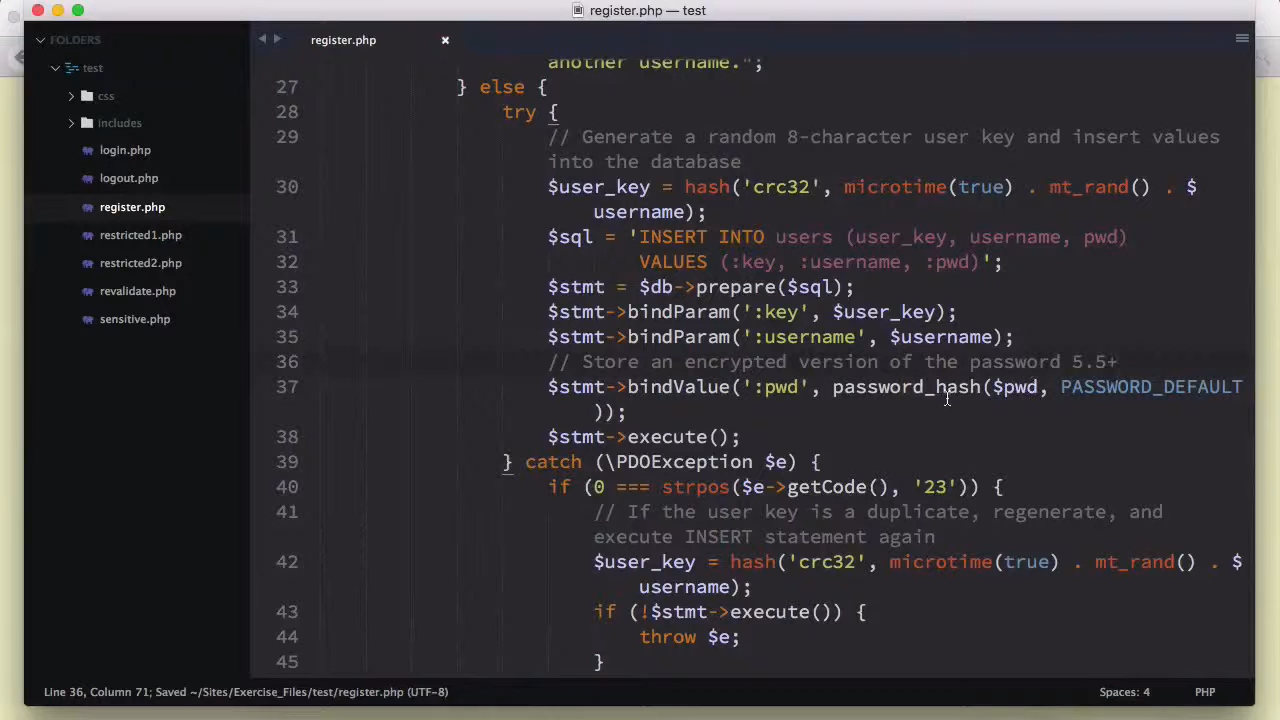 register.php — test
FOLDERS
test
css
Includes
login.php
logout.php
register.php
restricted1.php
restricted2.php
revalidate.php
sensitive.php
register.php
another username.";
27 } else {
28 try {
29 // Generate a random 8-character user key and insert values
into the database
30 $user_key = hash('crc32', microtime(true) . mt_rand() . $
username);
31 $sql = 'INSERT INTO users (user_key, username, pwd)
32 VALUES (:key, :username, :pwd)';
33 $stmt = $db->prepare($sql);
34 $stmt->bindParam(':key', $user_key);
35 $stmt->bindParam(':username', $username);
36 // Store an encrypted version of the password 5.5+
37 $stmt->bindValue(':pwd', password_hash($pwd, PASSWORD_DEFAULT
));
38 $stmt->execute();
39 } catch (\PDOException $e) {
40 if (0 === strpos($e->getCode(), '23')) {
41 // If the user key is a duplicate, regenerate, and
execute INSERT statement again
42 $user_key = hash('crc32', microtime(true) . mt_rand() . $
username);
43 if (!$stmt->execute()) {
44 throw $e;
45 }
Line 36, Column 71; Saved ~/Sites/Exercise_Files/test/register.php (UTF-8)
Spaces: 4
PHP